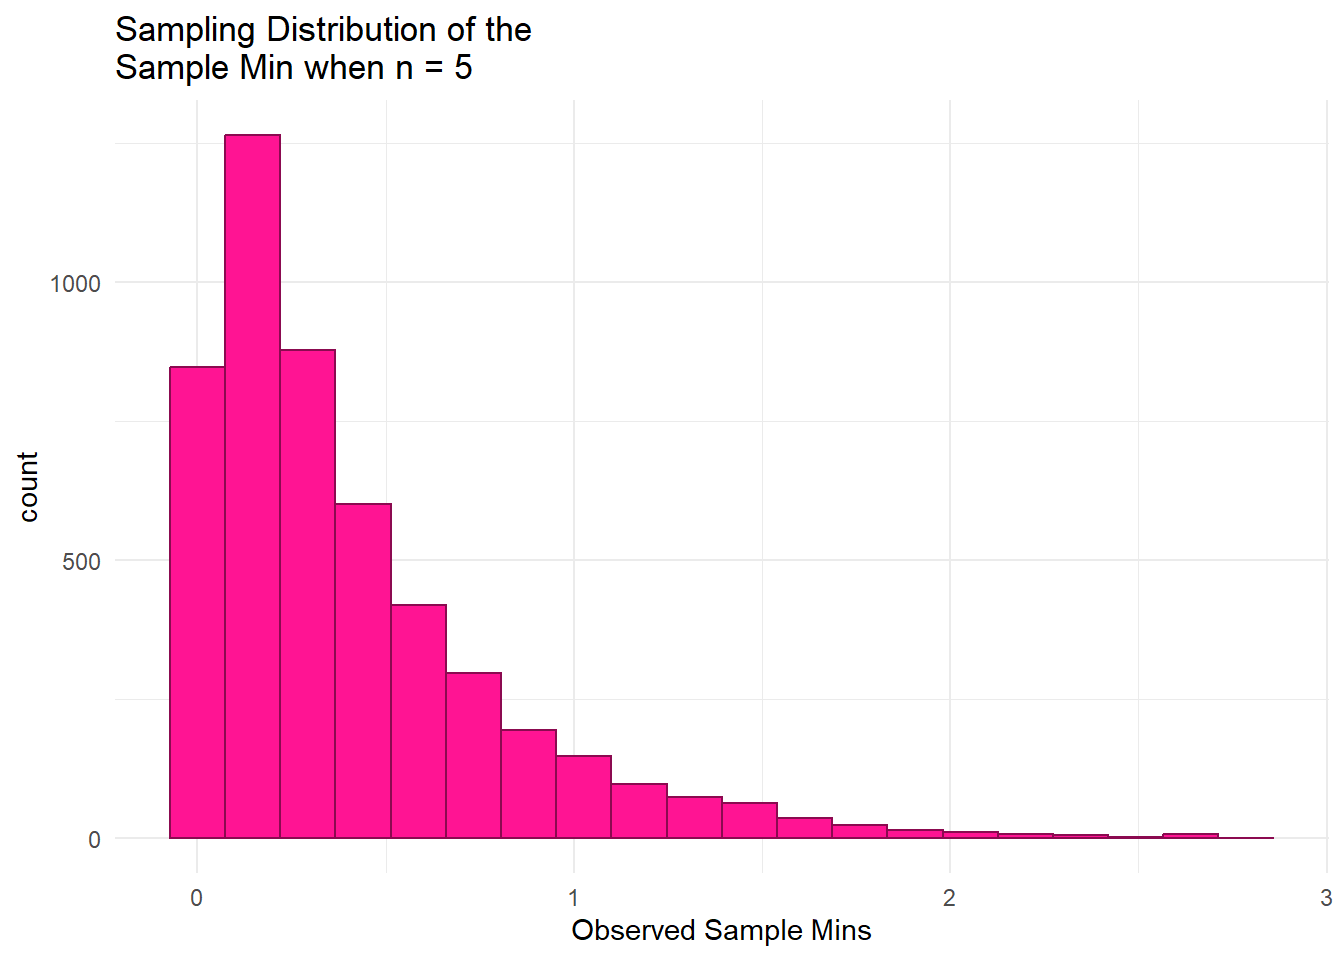 Sampling Distribution of the
Sample Min when n = 5
1000
500
0
count
0 1 2 3
Observed Sample Mins